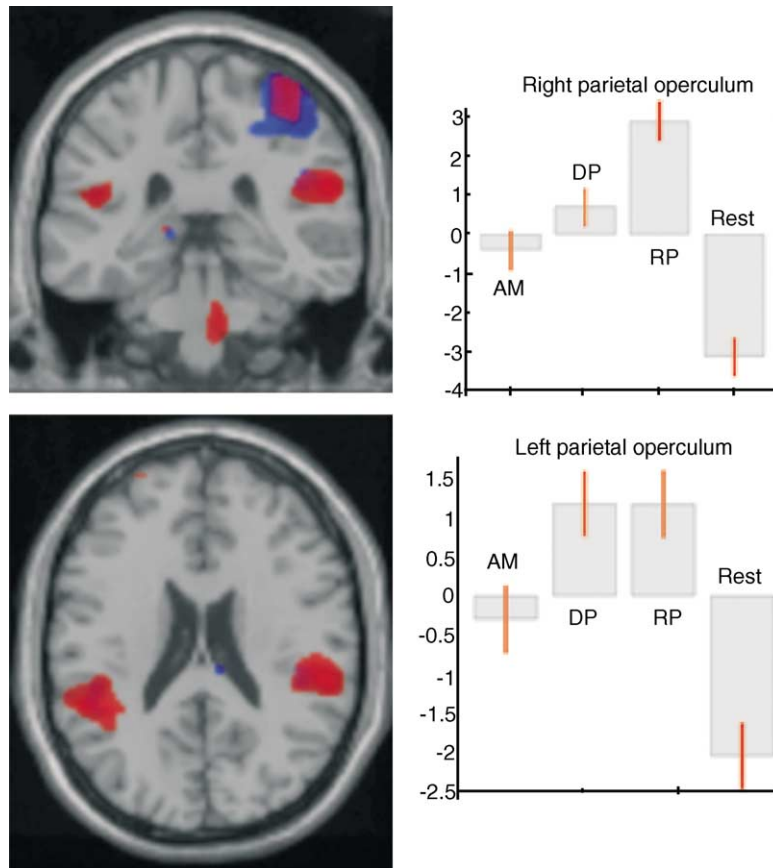 Right parietal operculum
3
2
1
0
-1
-2
-3
-4
DP
Rest
RP
AM
Left parietal operculum
1.5
1
0.5
0
-0.5
-1
-1.5
-2
-2.5
AM
Rest
DP
RP